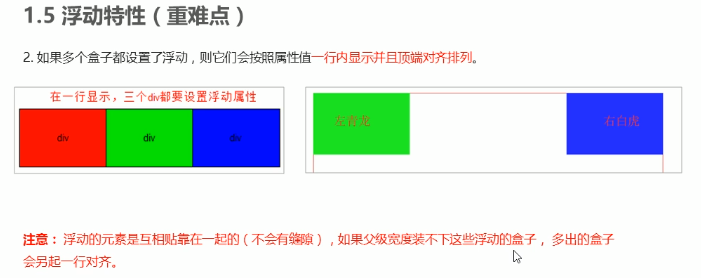 1.5 浮动特性（重难点）
2. 如果多个盒子都设置了浮动，则它们会按照属性值一行内显示并且顶端对齐排列。
在一行显示，三个div都要设置浮动属性
div div div
左青龙 右白虎
注意： 浮动的元素是互相贴靠在一起的（不会有缝隙），如果父级宽度装不下这些浮动的盒子， 多出的盒子
会另起一行对齐。